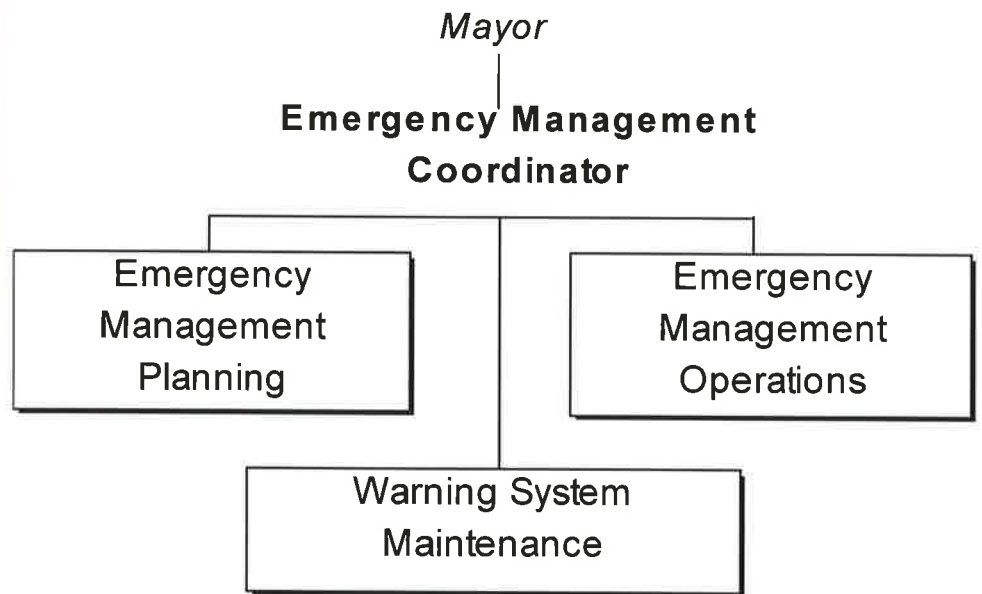 Mayor
Emergency Management
Coordinator
Emergency
Management
Planning
Emergency
Management
Operations
Warning System
Maintenance